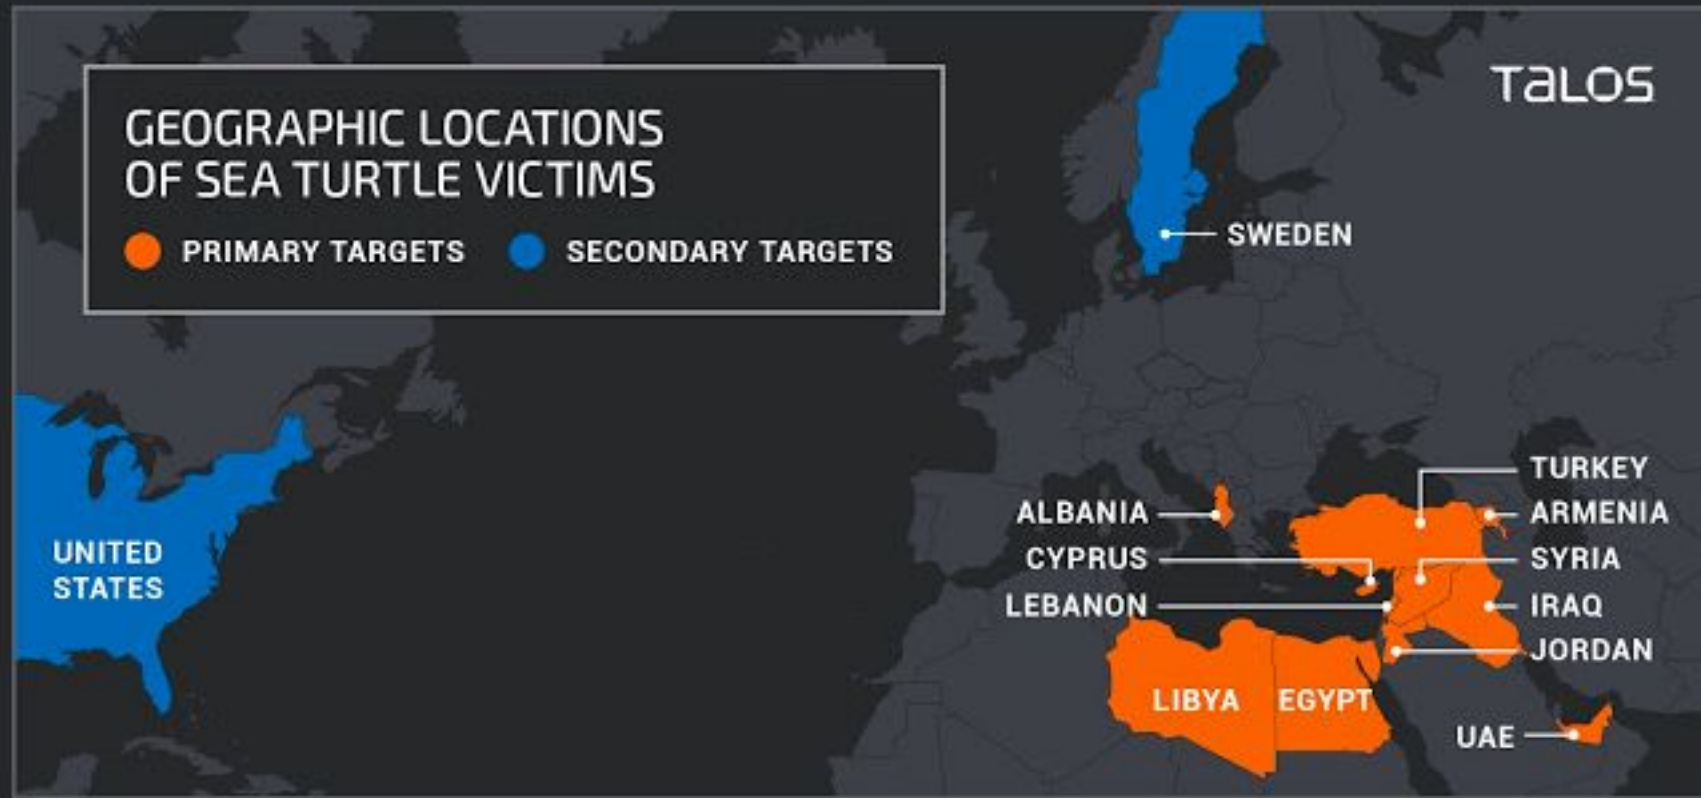 TALOS
GEOGRAPHIC LOCATIONS
OF SEA TURTLE VICTIMS
PRIMARY TARGETS
SECONDARY TARGETS
SWEDEN
UNITED
STATES
ALBANIA
CYPRUS
LEBANON
TURKEY
ARMENIA
SYRIA
IRAQ
JORDAN
LIBYA
EGYPT
UAE